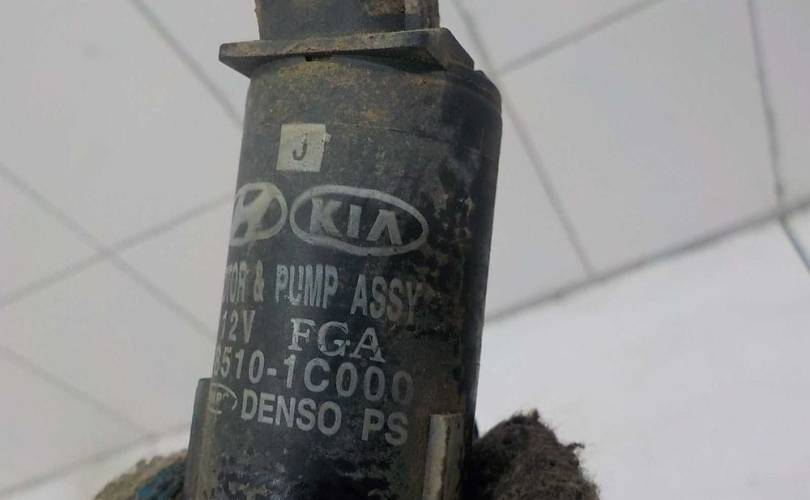 J
KIA
TOR & PUMP ASSY
12V FGA
8510-1C000
DENSO PS